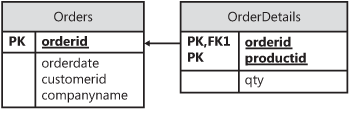 Orders
PK orderid
orderdate
customerid
companyname
OrderDetails
PK,FK1 orderid
PK productid
qty